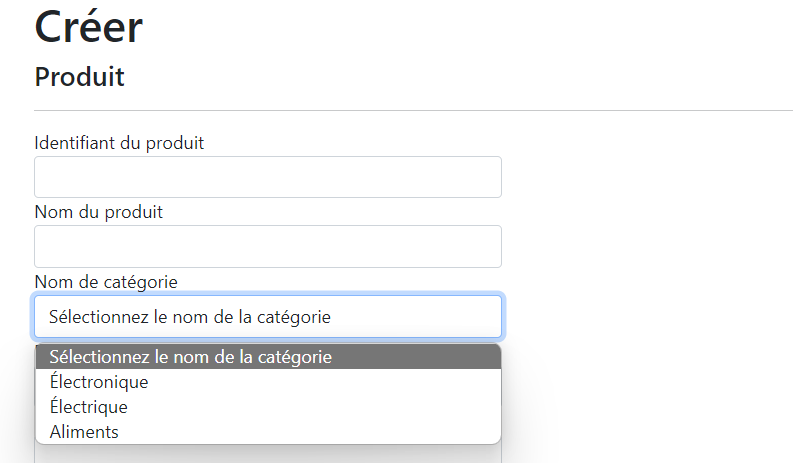 Créer
Produit
Identifiant du produit
Nom du produit
Nom de catégorie
Sélectionnez le nom de la catégorie
Sélectionnez le nom de la catégorie
Électronique
Électrique
Aliments